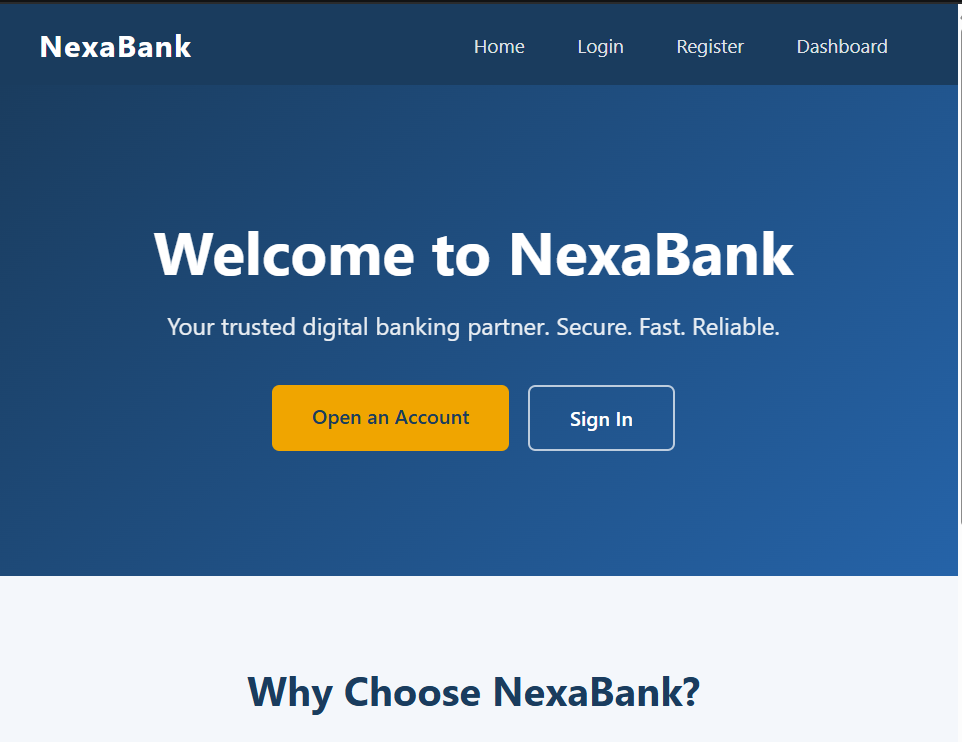 NexaBank
Home Login Register Dashboard
Welcome to NexaBank
Your trusted digital banking partner. Secure. Fast. Reliable.
Open an Account Sign In
Why Choose NexaBank?